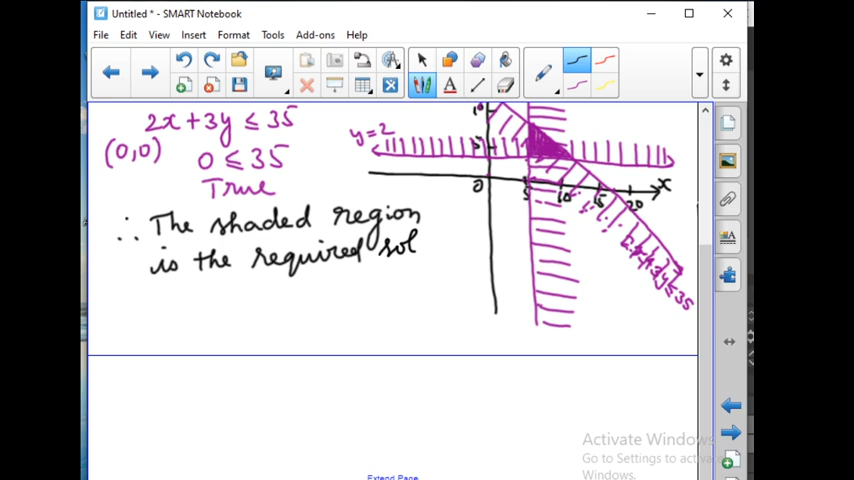 Untitled * - SMART Notebook
File Edit View Insert Format Tools Add-ons Help
2x + 3y ≤ 35
(0,0) 0 ≤ 35
True
∴ The shaded region
is the required sol
y = 2
10
5
0 5 10 15 20 x
2x+3y≤35
Extend Page
Activate Windows
Go to Settings to activa
Windows.